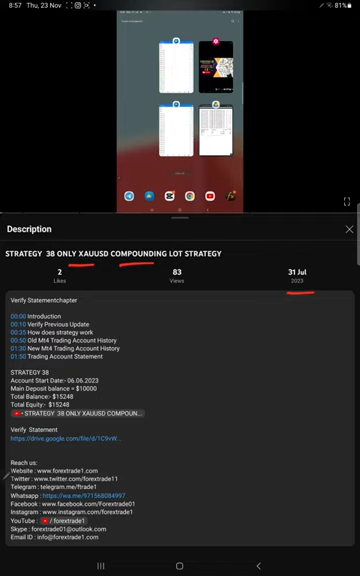 8:57 Thu, 23 Nov
81%
Description
STRATEGY 38 ONLY XAUUSD COMPOUNDING LOT STRATEGY
2 83 31 Jul
Likes Views 2023
Verify Statementchapter
00:00 Introduction
00:10 Verify Previous Update
00:35 How does strategy work
00:50 Old Mt4 Trading Account History
01:30 New Mt4 Trading Account History
01:50 Trading Account Statement
STRATEGY 38
Account Start Date:- 06.06.2023
Main Deposit balance = $10000
Total Balance:- $15248
Total Equity:- $15248
• STRATEGY 38 ONLY XAUUSD COMPOUN...
Verify Statement
https://drive.google.com/file/d/1C9vW...
Reach us:
Website : www.forextrade1.com
Twitter : www.twitter.com/forextrade11
Telegram : telegram.me/ftrade1
Whatsapp : https://wa.me/971568084997
Facebook : www.facebook.com/Forextrade01
Instagram : www.instagram.com/forextrade1
YouTube : / forextrade1
Skype : forextrade01@outlook.com
Email ID : info@forextrade1.com